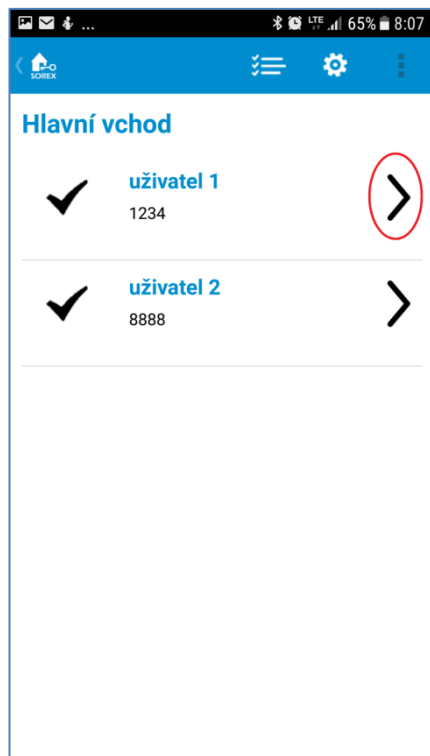 ... LTE 65% 8:07
SOREX
Hlavní vchod
uživatel 1
1234
uživatel 2
8888